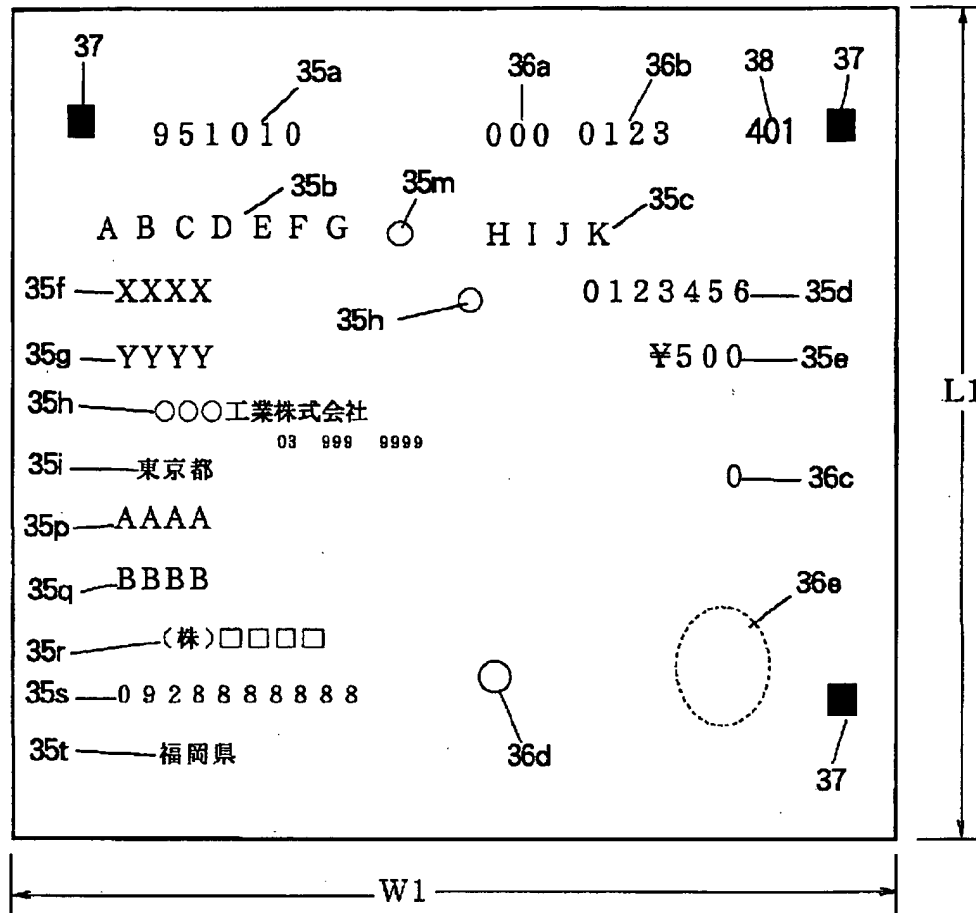 37 35a 36a 36b 38 37
951010 000 0123 401
35b 35m 35c
A B C D E F G H I J K
35f XXXX 0123456 35d
35h
35g YYYY ¥500 35e
L1
35h ○○○工業株式会社
03 999 9999
35i 東京都 0 36c
35p AAAA
35q BBBB 36e
35r (株)□□□□
35s 0928888888
35t 福岡県 36d
37
W1